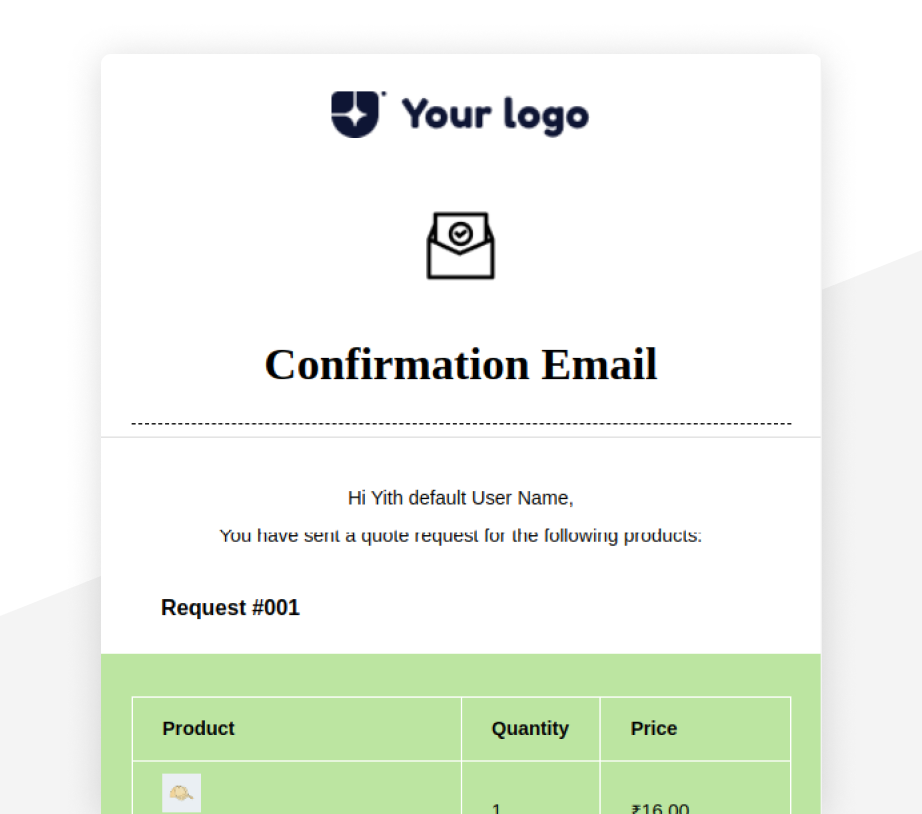 Your logo
Confirmation Email
Hi Yith default User Name,
You have sent a quote request for the following products:
Request #001
Product Quantity Price
1 ₹16.00